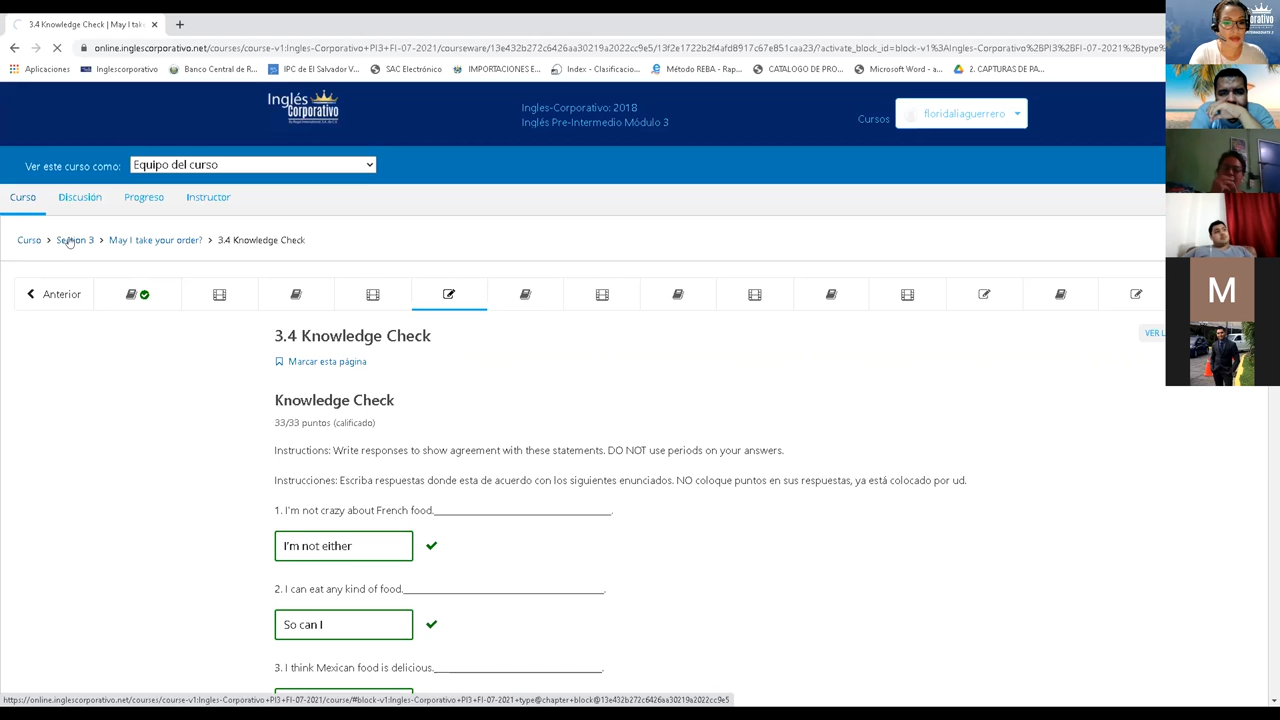 3.4 Knowledge Check | May I take
online.inglescorporativo.net/courses/course-v1:Ingles-Corporativo+PI3+FI-07-2021/courseware/13e432b272c6426aa30219a2022cc9e5/13f2e1722b2f4afd8917c67e851caa23/?activate_block_id=block-v1%3AIngles-Corporativo%2BPI3%2BFI-07-2021%2Btype%
Aplicaciones
Inglescorporativo
Banco Central de R...
IPC de El Salvador V...
SAC Electrónico
IMPORTACIONES E...
Index - Clasificacio...
Método REBA - Rap...
CATALOGO DE PRO...
Microsoft Word - a...
2. CAPTURAS DE PA...
Inglés Corporativo
Ingles-Corporativo: 2018
Inglés Pre-Intermedio Módulo 3
Cursos
floridaliaguerrero
Ver este curso como:
Equipo del curso
Curso Discusión Progreso Instructor
Curso > Section 3 > May I take your order? > 3.4 Knowledge Check
Anterior
3.4 Knowledge Check
VER L
Marcar esta página
Knowledge Check
33/33 puntos (calificado)
Instructions: Write responses to show agreement with these statements. DO NOT use periods on your answers.
Instrucciones: Escriba respuestas donde esta de acuerdo con los siguientes enunciados. NO coloque puntos en sus respuestas, ya está colocado por ud.
1. I'm not crazy about French food.______________________________.
I'm not either
2. I can eat any kind of food.__________________________________.
So can I
3. I think Mexican food is delicious.____________________________.
https://online.inglescorporativo.net/courses/course-v1:Ingles-Corporativo+PI3+FI-07-2021/course/#block-v1:Ingles-Corporativo+PI3+FI-07-2021+type@chapter+block@13e432b272c6426aa30219a2022cc9e5
M